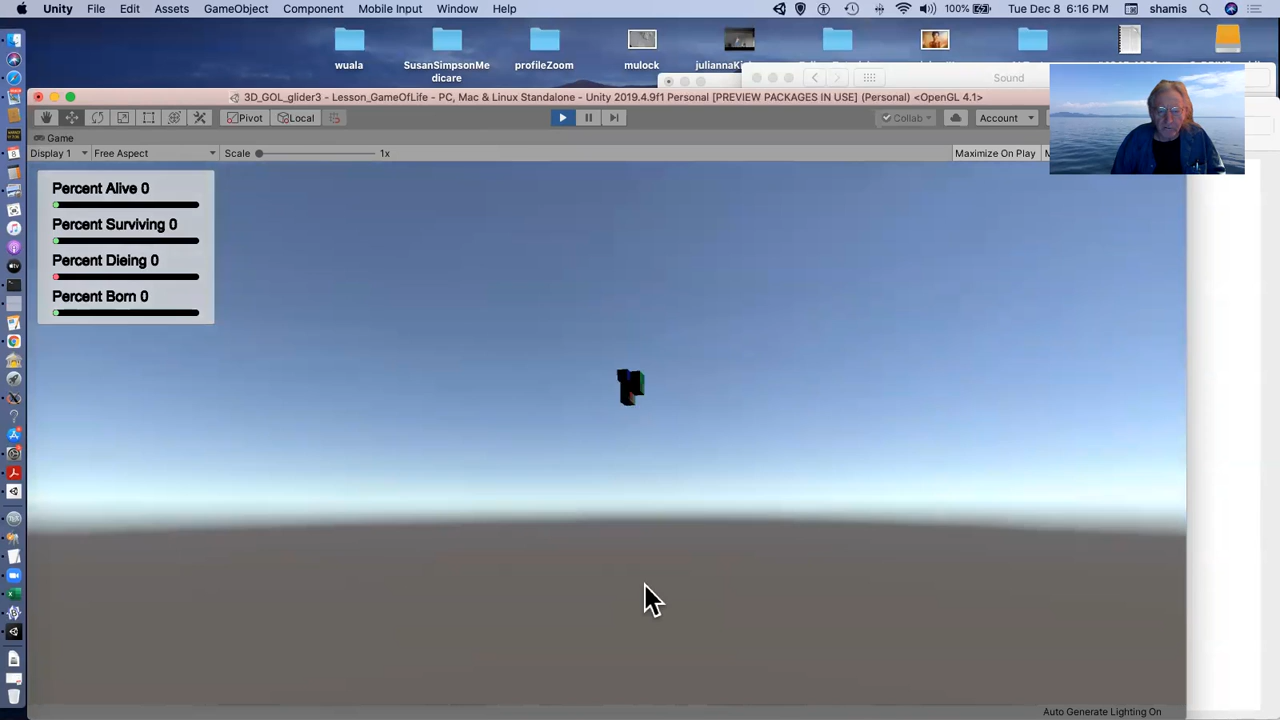 Unity File Edit Assets GameObject Component Mobile Input Window Help 100% Tue Dec 8 6:16 PM shamis
wuala SusanSimpsonMedicare profileZoom mulock
Sound
3D_GOL_glider3 - Lesson_GameOfLife - PC, Mac & Linux Standalone - Unity 2019.4.9f1 Personal [PREVIEW PACKAGES IN USE] (Personal) <OpenGL 4.1>
Pivot Local Collab Account
Game
Display 1 Free Aspect Scale 1x Maximize On Play
Percent Alive 0
Percent Surviving 0
Percent Dieing 0
Percent Born 0
Auto Generate Lighting On